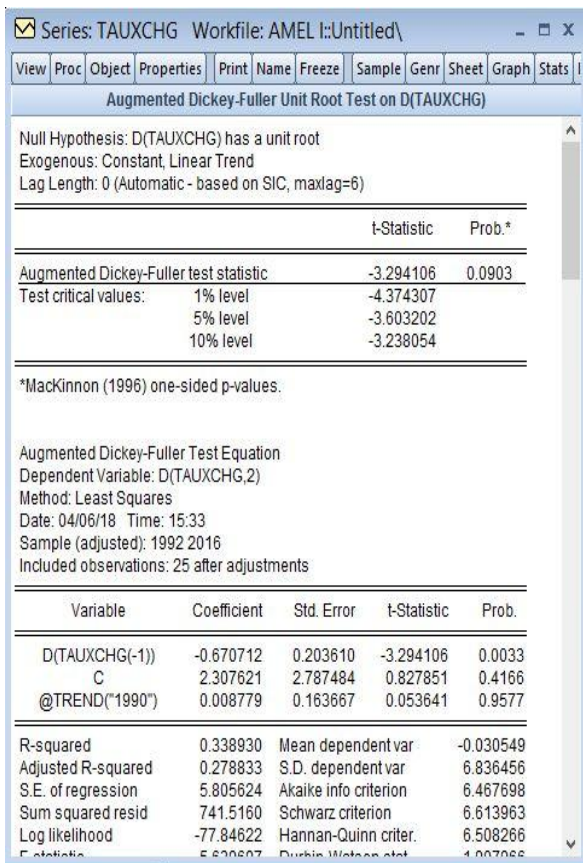 Series: TAUXCHG Workfile: AMEL I::Untitled\
View Proc Object Properties Print Name Freeze Sample Genr Sheet Graph Stats
Augmented Dickey-Fuller Unit Root Test on D(TAUXCHG)
Null Hypothesis: D(TAUXCHG) has a unit root
Exogenous: Constant, Linear Trend
Lag Length: 0 (Automatic - based on SIC, maxlag=6)
t-Statistic Prob.*
Augmented Dickey-Fuller test statistic -3.294106 0.0903
Test critical values: 1% level -4.374307
5% level -3.603202
10% level -3.238054
*MacKinnon (1996) one-sided p-values.
Augmented Dickey-Fuller Test Equation
Dependent Variable: D(TAUXCHG,2)
Method: Least Squares
Date: 04/06/18 Time: 15:33
Sample (adjusted): 1992 2016
Included observations: 25 after adjustments
Variable Coefficient Std. Error t-Statistic Prob.
D(TAUXCHG(-1)) -0.670712 0.203610 -3.294106 0.0033
C 2.307621 2.787484 0.827851 0.4166
@TREND("1990") 0.008779 0.163667 0.053641 0.9577
R-squared 0.338930 Mean dependent var -0.030549
Adjusted R-squared 0.278833 S.D. dependent var 6.836456
S.E. of regression 5.805624 Akaike info criterion 6.467698
Sum squared resid 741.5160 Schwarz criterion 6.613963
Log likelihood -77.84622 Hannan-Quinn criter. 6.508266
F-statistic Durbin-Watson stat